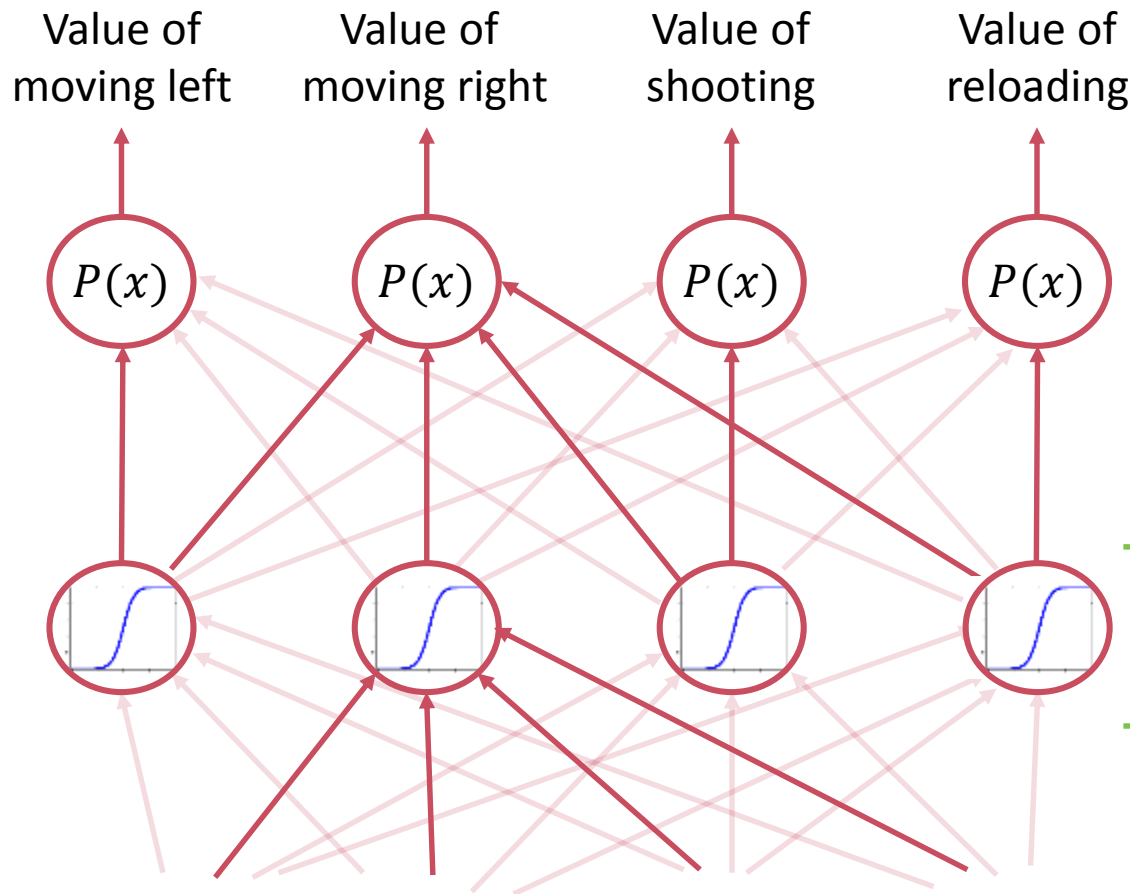 Value of
moving left
Value of
moving right
Value of
shooting
Value of
reloading
P(x)
P(x)
P(x)
P(x)